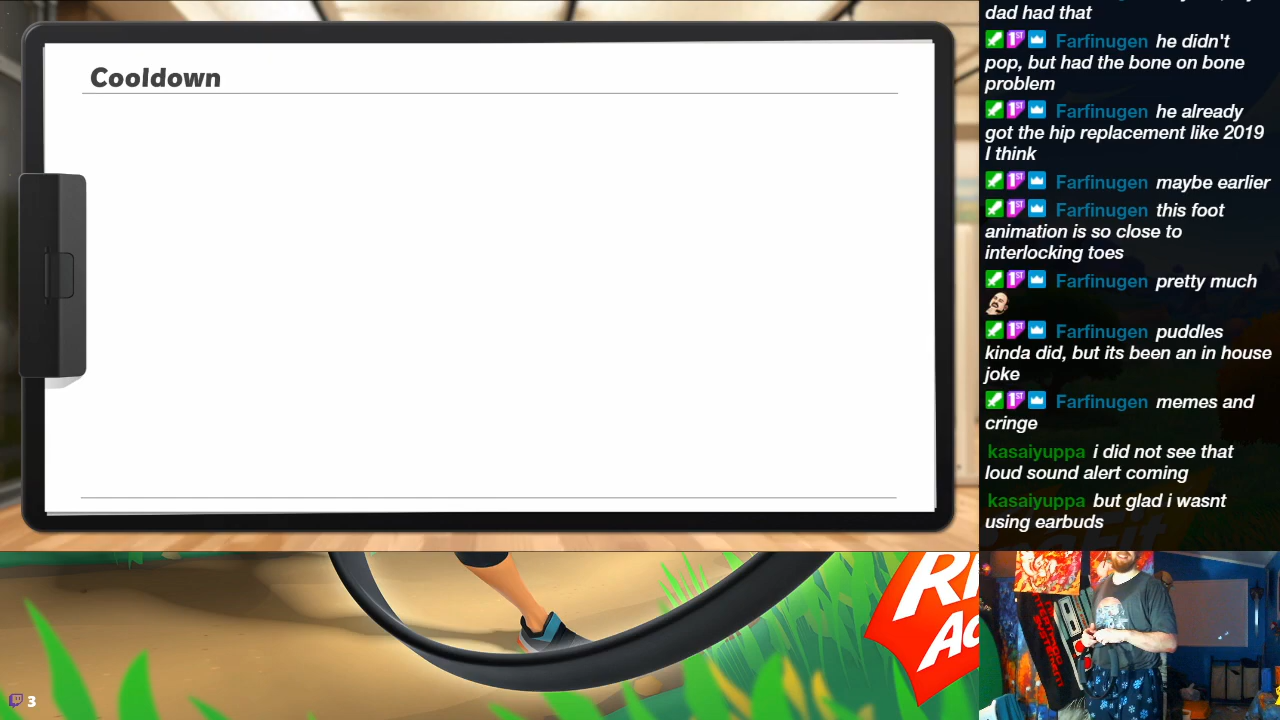 Cooldown
dad had that
Farfinugen he didn't
pop, but had the bone on bone
problem
Farfinugen he already
got the hip replacement like 2019
I think
Farfinugen maybe earlier
Farfinugen this foot
animation is so close to
interlocking toes
Farfinugen pretty much
Farfinugen puddles
kinda did, but its been an in house
joke
Farfinugen memes and
cringe
kasaiyuppa i did not see that
loud sound alert coming
kasaiyuppa but glad i wasnt
using earbuds
3